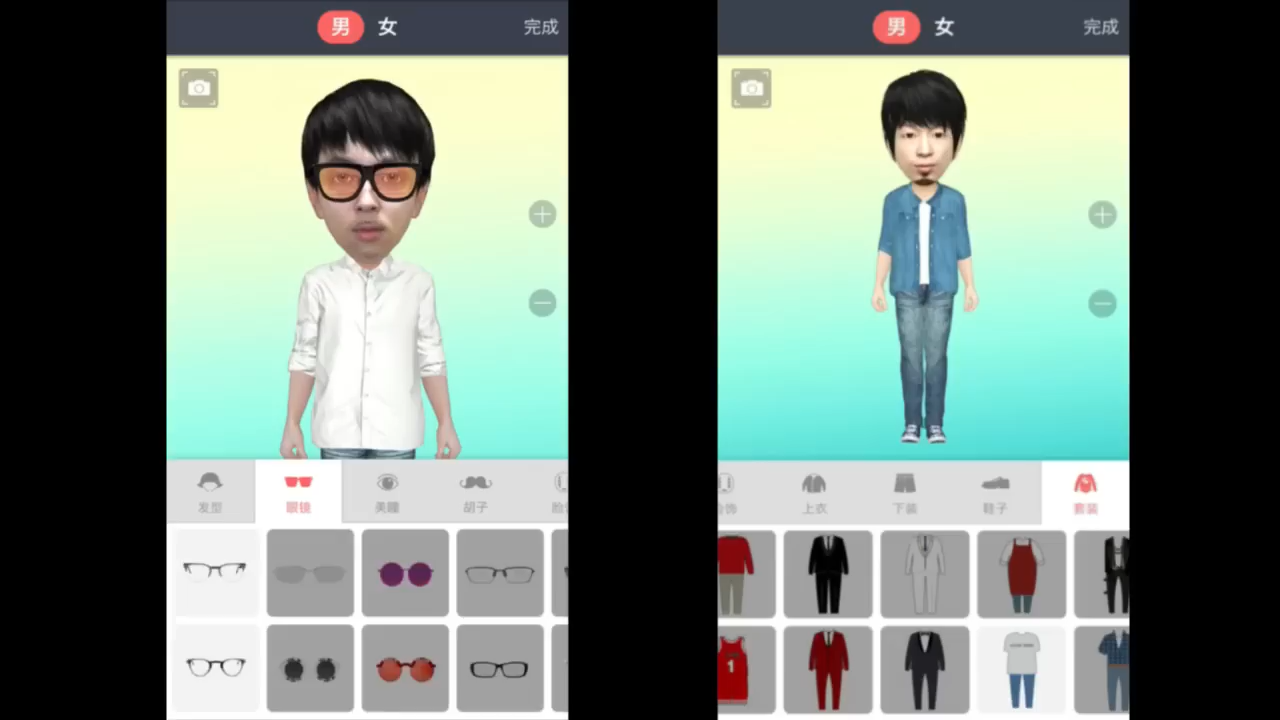 男 女 完成
发型 眼镜 美瞳 胡子
男 女 完成
上衣 下装 鞋子 套装
1